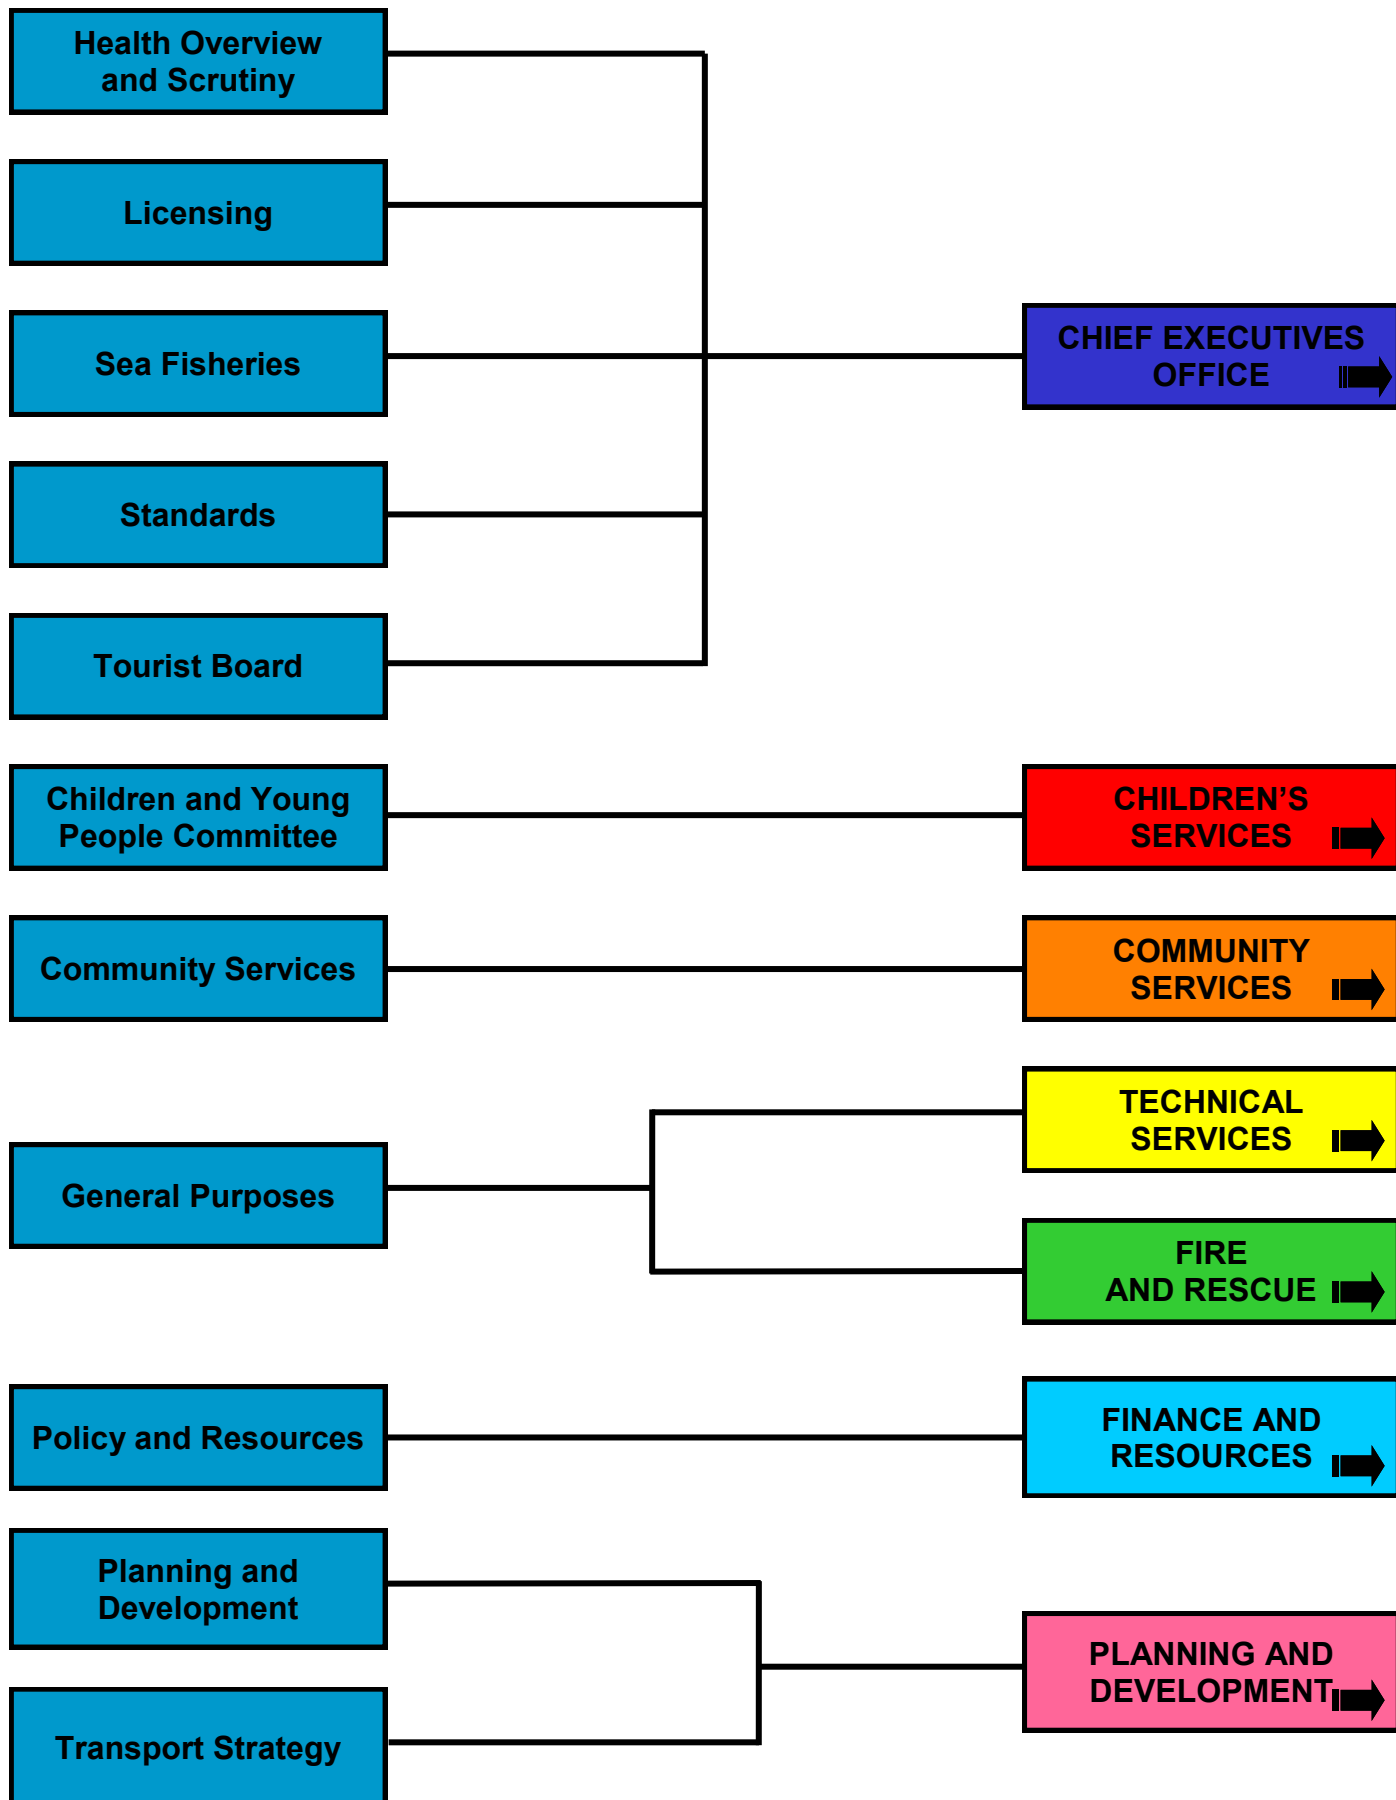 Health Overview
and Scrutiny
Licensing
Sea Fisheries
CHIEF EXECUTIVES
OFFICE
Standards
Tourist Board
Children and Young
People Committee
CHILDREN’S
SERVICES
Community Services
COMMUNITY
SERVICES
General Purposes
TECHNICAL
SERVICES
FIRE
AND RESCUE
Policy and Resources
FINANCE AND
RESOURCES
Planning and
Development
Transport Strategy
PLANNING AND
DEVELOPMENT